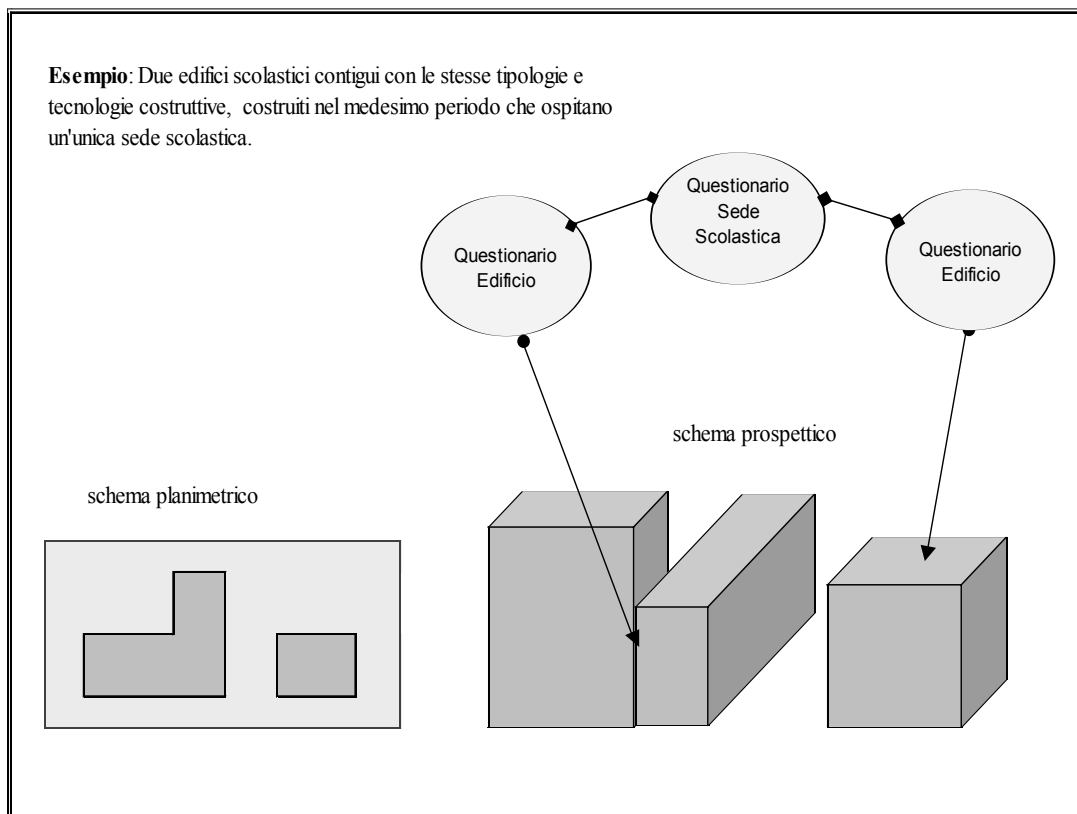 Esempio: Due edifici scolastici contigui con le stesse tipologie e
tecnologie costruttive, costruiti nel medesimo periodo che ospitano
un'unica sede scolastica.
Questionario
Edificio
Questionario
Sede
Scolastica
Questionario
Edificio
schema prospettico
schema planimetrico